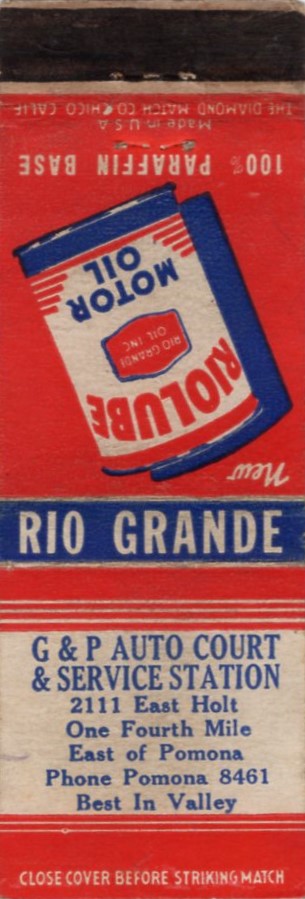 THE DIAMOND MATCH CO. CHICO CALIF
Made in U.S.A.
100% PARAFFIN BASE
MOTOR
OIL
RIO GRANDE
OIL INC.
RIOLUBE
New
RIO GRANDE
G & P AUTO COURT
& SERVICE STATION
2111 East Holt
One Fourth Mile
East of Pomona
Phone Pomona 8461
Best In Valley
CLOSE COVER BEFORE STRIKING MATCH